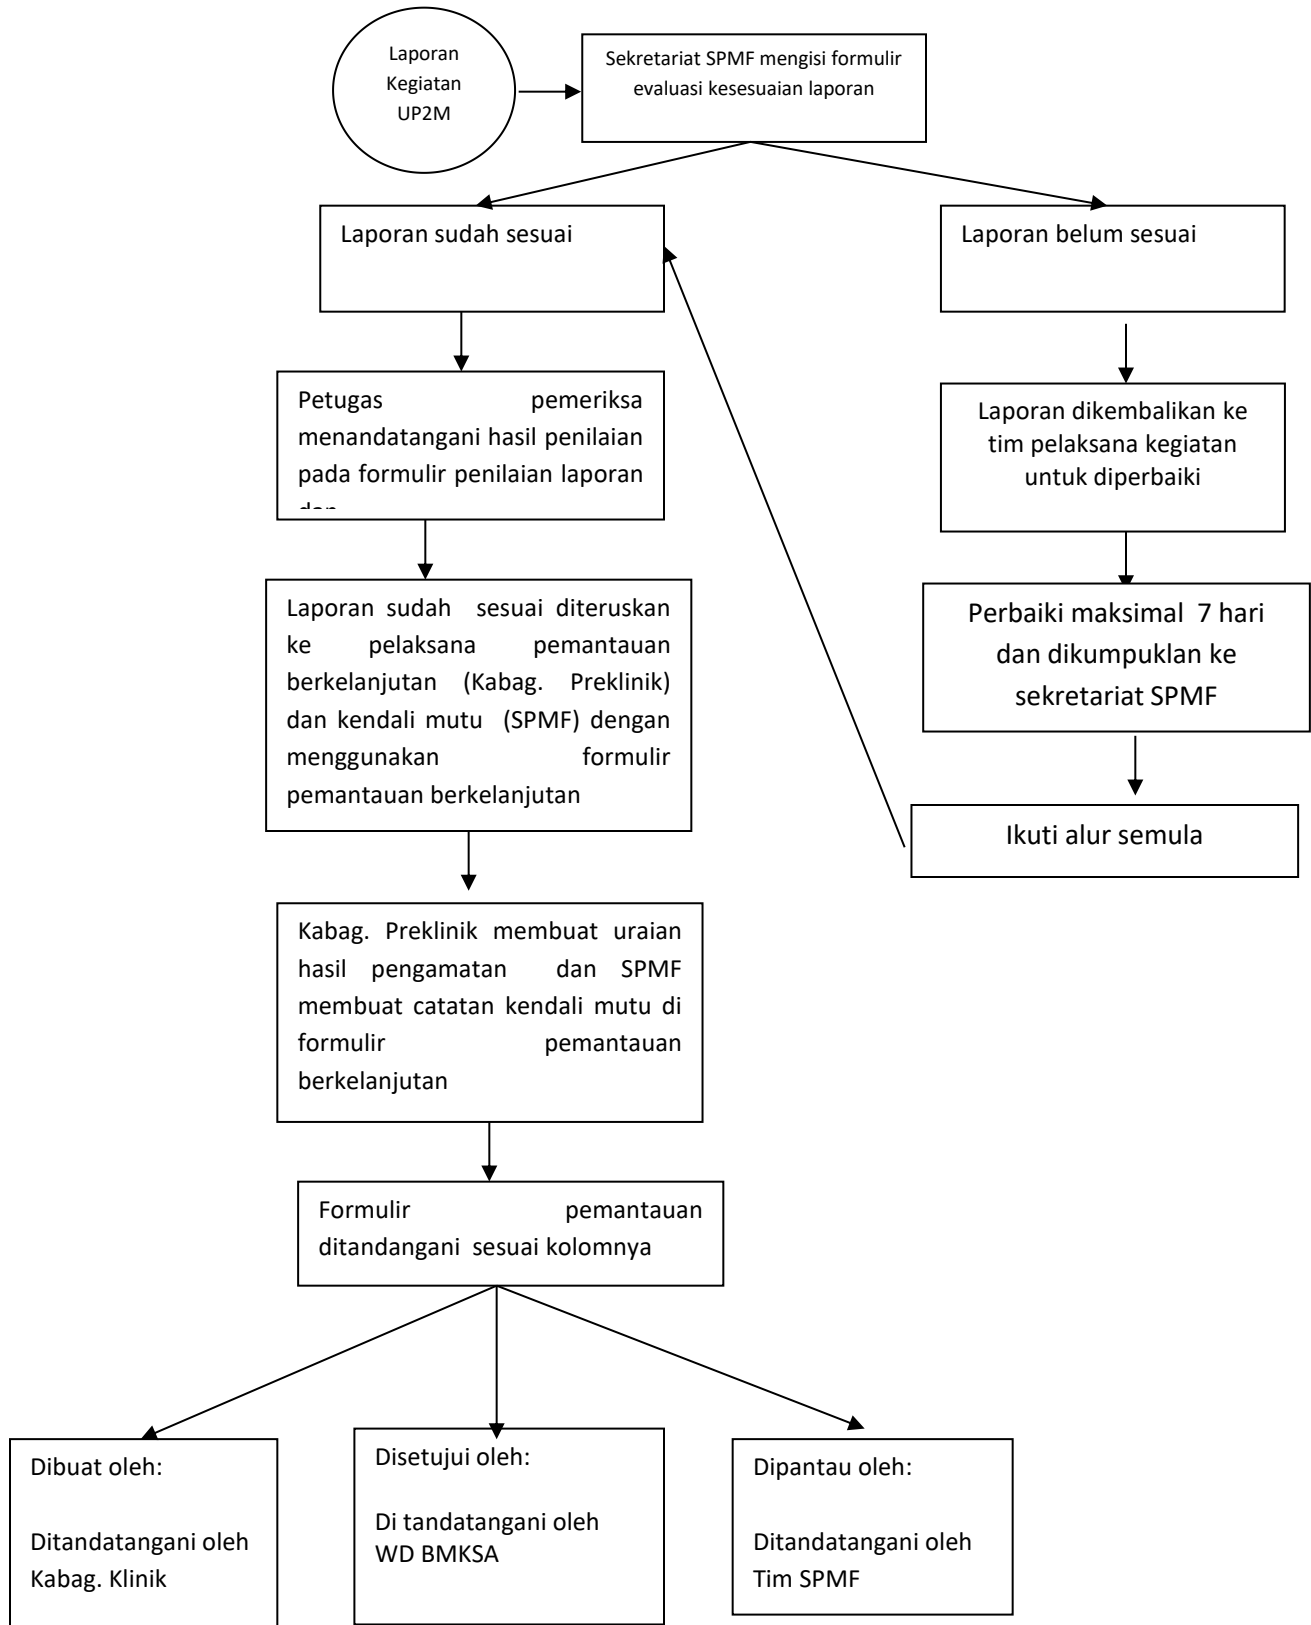 Laporan
Kegiatan
UP2M
Sekretariat SPMF mengisi formulir
evaluasi kesesuaian laporan
Laporan sudah sesuai
Laporan belum sesuai
Petugas pemeriksa
menandatangani hasil penilaian
pada formulir penilaian laporan
Laporan dikembalikan ke
tim pelaksana kegiatan
untuk diperbaiki
Laporan sudah sesuai diteruskan
ke pelaksana pemantauan
berkelanjutan (Kabag. Preklinik)
dan kendali mutu (SPMF) dengan
menggunakan formulir
pemantauan berkelanjutan
Perbaiki maksimal 7 hari
dan dikumpuklan ke
sekretariat SPMF
Ikuti alur semula
Kabag. Preklinik membuat uraian
hasil pengamatan dan SPMF
membuat catatan kendali mutu di
formulir pemantauan
berkelanjutan
Formulir pemantauan
ditandangani sesuai kolomnya
Dibuat oleh:
Ditandatangani oleh
Kabag. Klinik
Disetujui oleh:
Di tandatangani oleh
WD BMKSA
Dipantau oleh:
Ditandatangani oleh
Tim SPMF